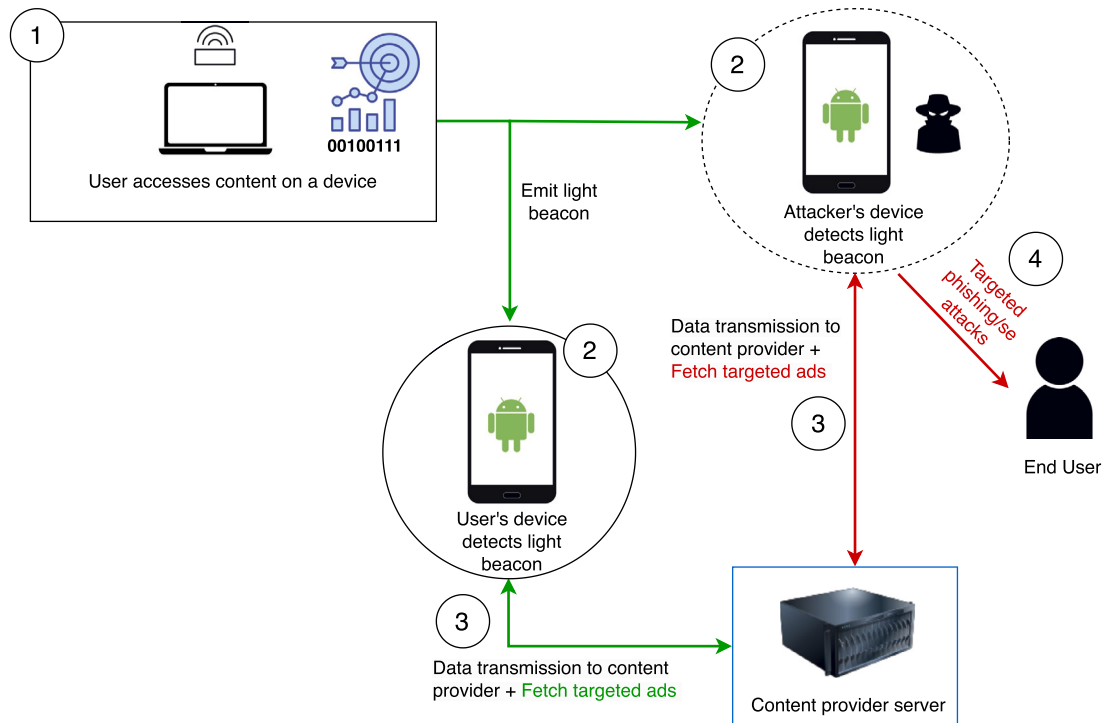 1
00100111
User accesses content on a device
Emit light
beacon
2
Attacker's device
detects light
beacon
4
Targeted
phishing/se
attacks
End User
Data transmission to
content provider +
Fetch targeted ads
3
2
User's device
detects light
beacon
3
Data transmission to content
provider + Fetch targeted ads
Content provider server